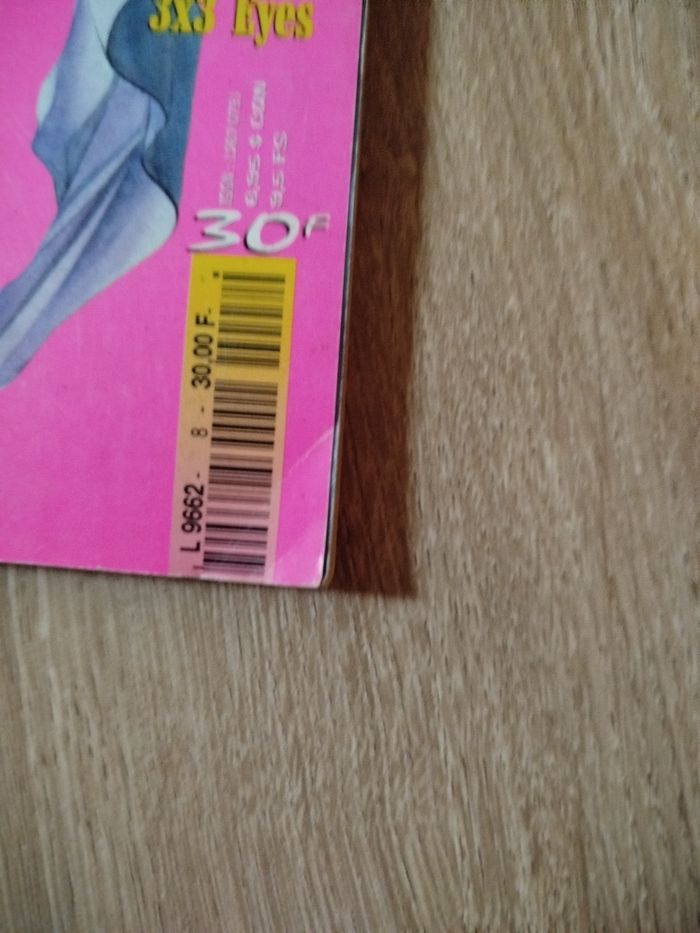 3x3 Eyes
6,95 $ CAN
9,5 FS
30F
L 9662 - 8 - 30,00 F -